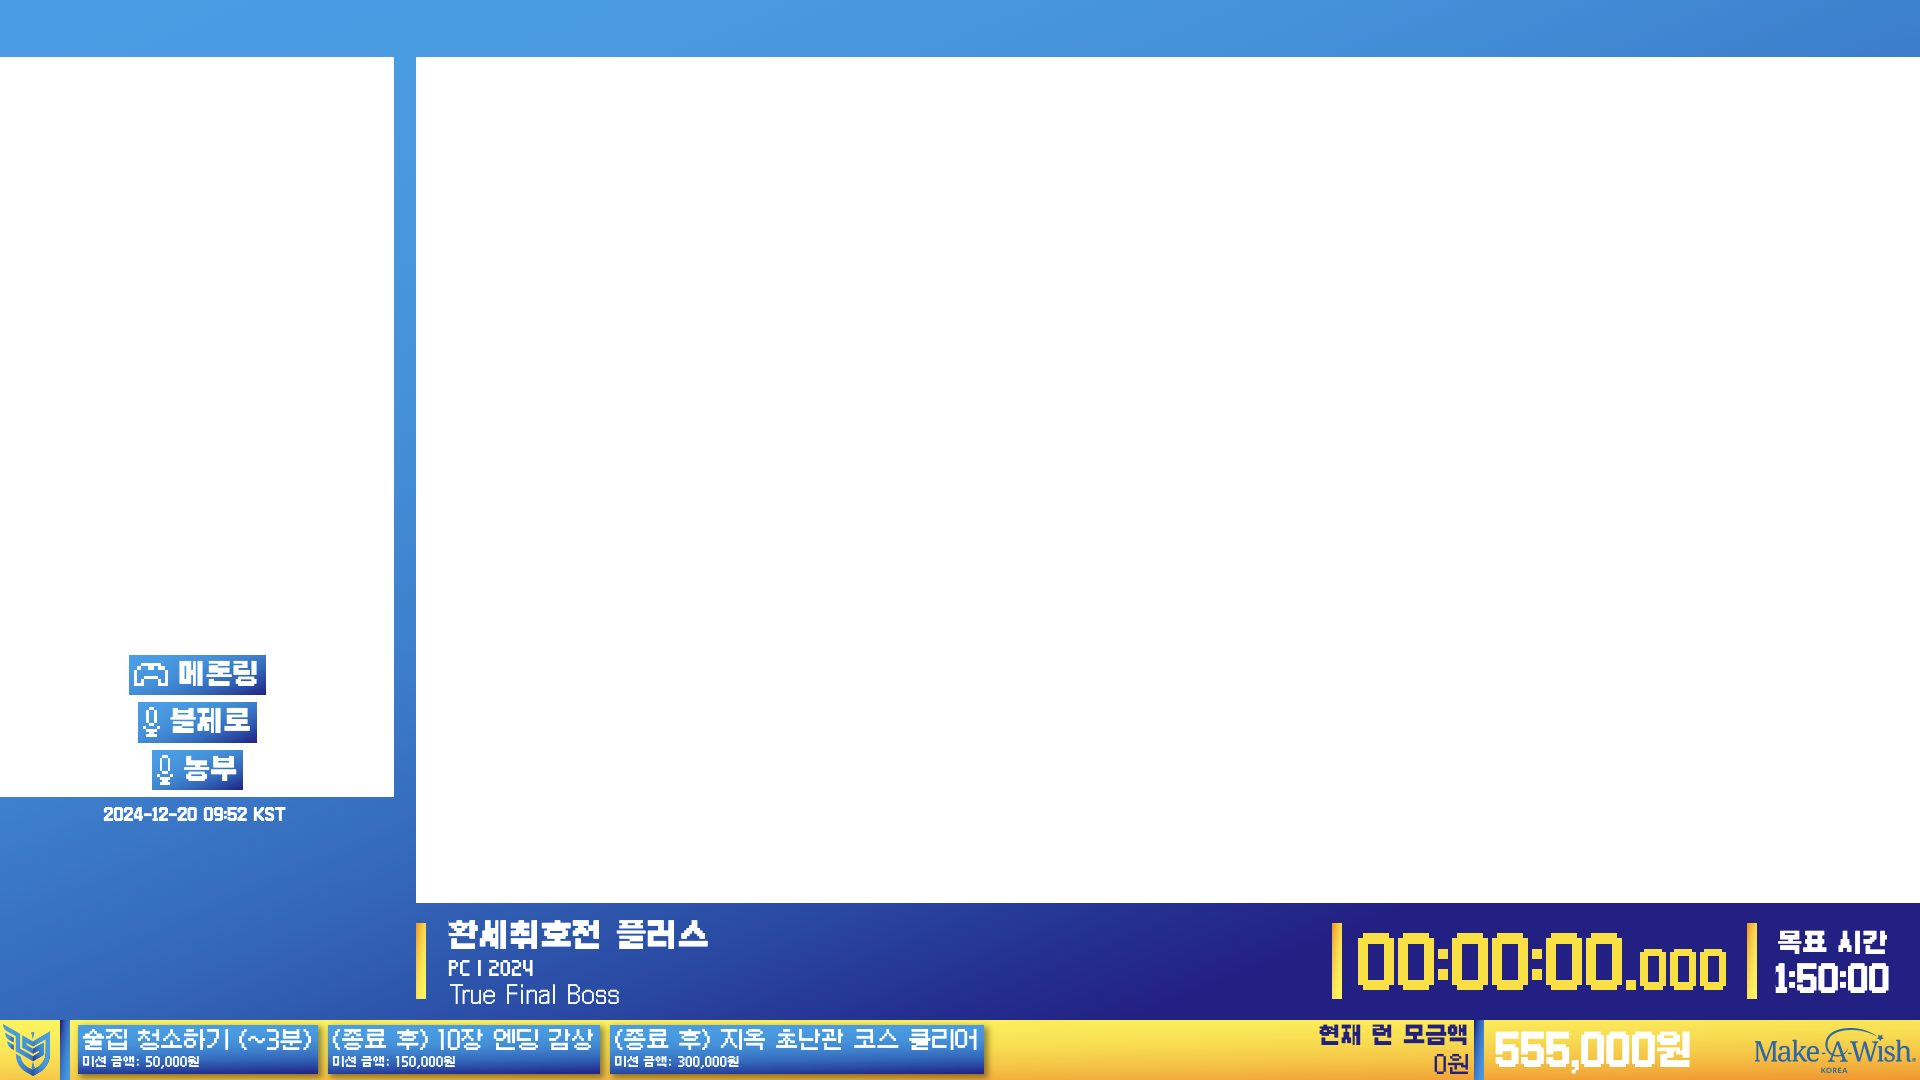 메론링
불제로
농부
2024-12-20 09:52 KST
환세취호전 플러스
PC | 2024
True Final Boss
00:00:00.000
목표 시간
1:50:00
술집 청소하기 (~3분)
미션 금액: 50,000원
(종료 후) 10장 엔딩 감상
미션 금액: 150,000원
(종료 후) 지옥 초난관 코스 클리어
미션 금액: 300,000원
현재 런 모금액
0원
555,000원
Make-A-Wish.
KOREA